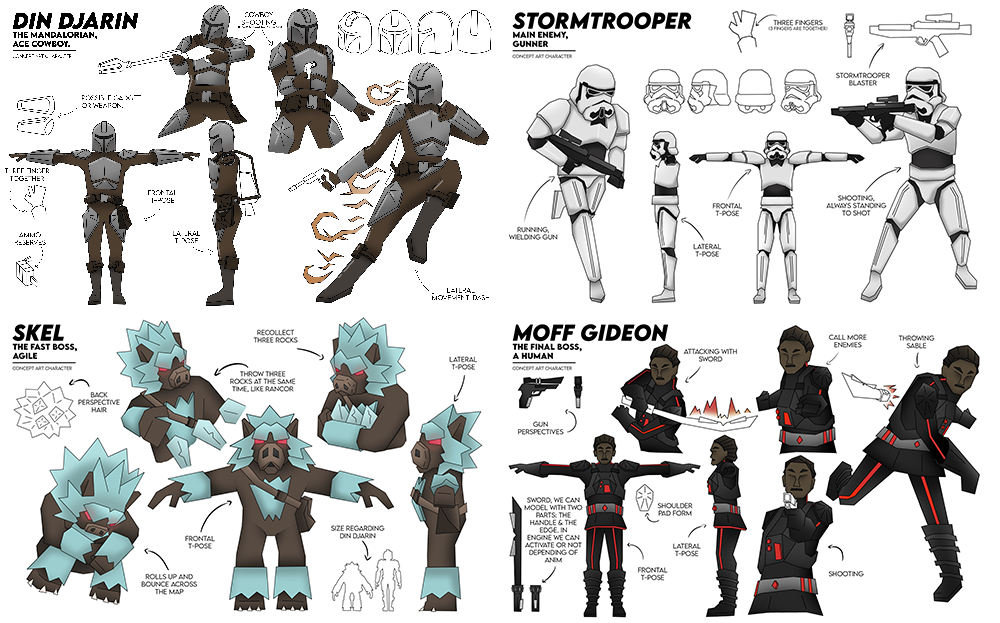 DIN DJARIN
THE MANDALORIAN,
ACE COWBOY.
CONCEPT ART CHARACTER
COWBOY
SHOOTING
POSSIBLE GADGET
OR WEAPON.
THREE FINGER
TOGETHER
FRONTAL
T-POSE
AMMO
RESERVES
LATERAL
T-POSE
LATERAL
MOVEMENT DASH
STORMTROOPER
MAIN ENEMY,
GUNNER
CONCEPT ART CHARACTER
THREE FINGERS
(3 FINGERS ARE TOGETHER)
STORMTROOPER
BLASTER
RUNNING,
WIELDING GUN
LATERAL
T-POSE
FRONTAL
T-POSE
SHOOTING,
ALWAYS STANDING
TO SHOT
SKEL
THE FAST BOSS,
AGILE
CONCEPT ART CHARACTER
BACK
PERSPECTIVE
HAIR
RECOLLECT
THREE ROCKS
THROW THREE
ROCKS AT THE SAME
TIME, LIKE RANCOR
LATERAL
T-POSE
FRONTAL
T-POSE
SIZE REGARDING
DIN DJARIN
ROLLS UP AND
BOUNCE ACROSS
THE MAP
MOFF GIDEON
THE FINAL BOSS,
A HUMAN
CONCEPT ART CHARACTER
GUN
PERSPECTIVES
ATTACKING WITH
SWORD
CALL MORE
ENEMIES
THROWING
SABLE
SWORD, WE CAN
MODEL WITH TWO
PARTS: THE
HANDLE & THE
EDGE, IN
ENGINE WE CAN
ACTIVATE OR NOT
DEPENDING OF
ANIM
SHOULDER
PAD FORM
LATERAL
T-POSE
FRONTAL
T-POSE
SHOOTING